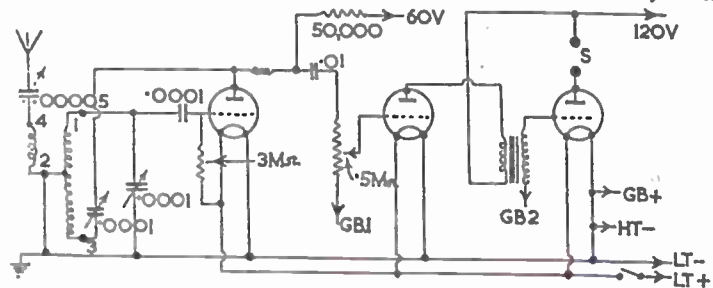 50,000
60V
120V
.01
S
.00005
.0001
4
1
2
3MΩ
.5MΩ
.0001
.0001
3
GB1
GB2
GB+
HT-
LT-
LT+